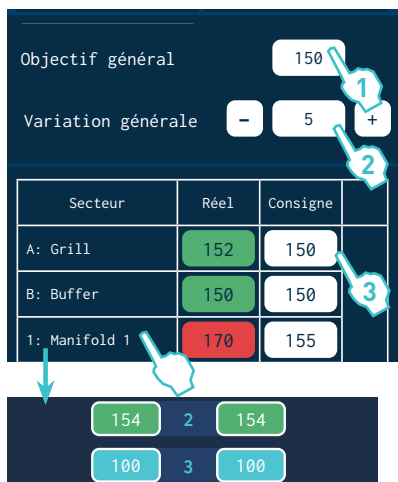 Objectif général 150
1
Variation générale - 5 +
2
Secteur Réel Consigne
A: Grill 152 150
B: Buffer 150 150
3
1: Manifold 1 170 155
154 2 154
100 3 100